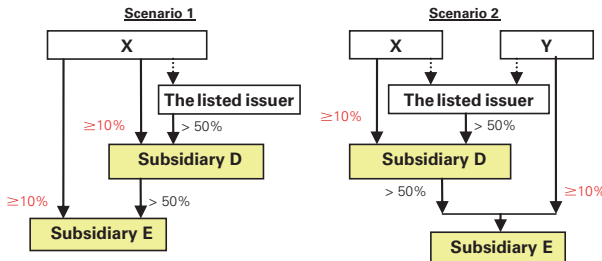 Scenario 1
X
The listed issuer
≥10%
> 50%
Subsidiary D
> 50%
≥10%
Subsidiary E
Scenario 2
X
Y
The listed issuer
≥10%
> 50%
Subsidiary D
> 50%
≥10%
Subsidiary E